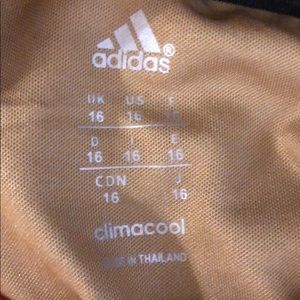 adidas®
UK US F
16 16
D I E
16 16 16
CDN J
16 16
climacool
MADE IN THAILAND